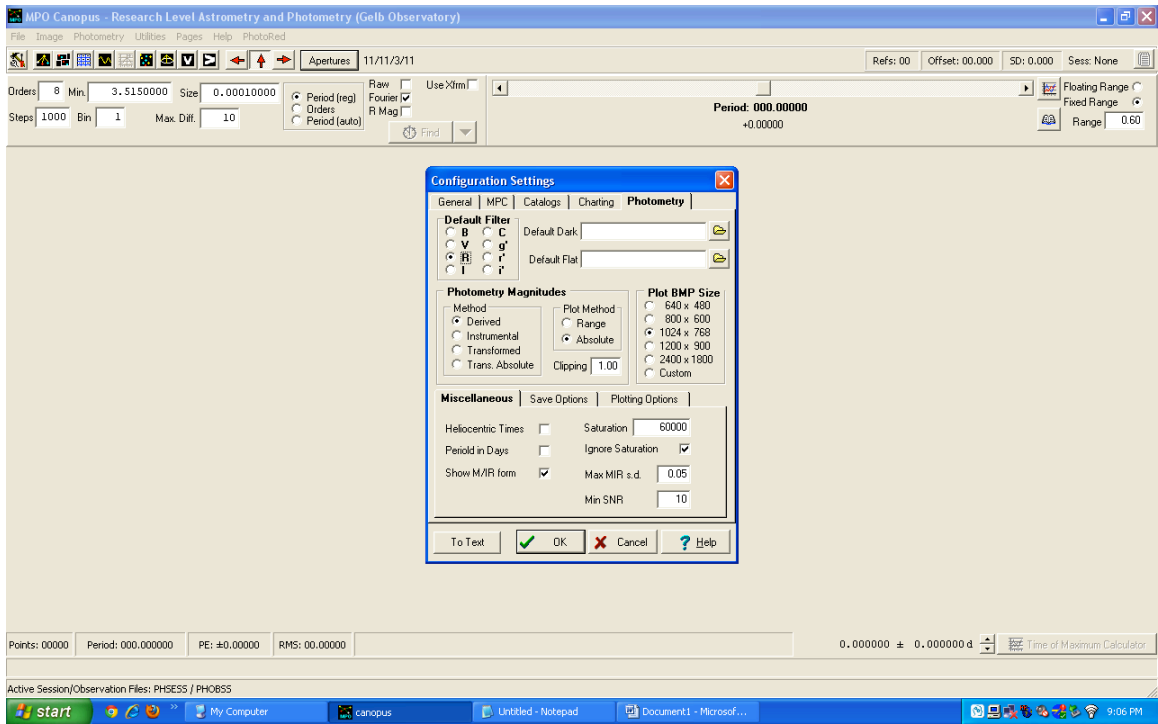 MPO Canopus - Research Level Astrometry and Photometry (Gelb Observatory)
File Image Photometry Utilities Pages Help PhotoRed
Apertures 11/11/3/11 Refs: 00 Offset: 00.000 SD: 0.000 Sess: None
Orders 8 Min. 3.5150000 Size 0.00010000
Steps 1000 Bin 1 Max. Diff. 10
Period (reg)
Orders
Period (auto)
Raw
Fourier
R Mag
Use Xfrm
Find
Period: 000.00000
+0.00000
Floating Range
Fixed Range
Range 0.60
Configuration Settings
General MPC Catalogs Charting Photometry
Default Filter
B C
V g'
R r'
I i'
Default Dark
Default Flat
Photometry Magnitudes
Method
Derived
Instrumental
Transformed
Trans. Absolute
Plot Method
Range
Absolute
Clipping 1.00
Plot BMP Size
640 x 480
800 x 600
1024 x 768
1200 x 900
2400 x 1800
Custom
Miscellaneous Save Options Plotting Options
Heliocentric Times Saturation 60000
Periold in Days Ignore Saturation
Show M/IR form Max MIR s.d. 0.05
Min SNR 10
To Text OK Cancel Help
Points: 00000 Period: 000.000000 PE: ±0.00000 RMS: 00.00000 0.000000 ± 0.000000 d Time of Maximum Calculator
Active Session/Observation Files: PHSESS / PHOBSS
start My Computer canopus Untitled - Notepad Document1 - Microsof... 9:06 PM